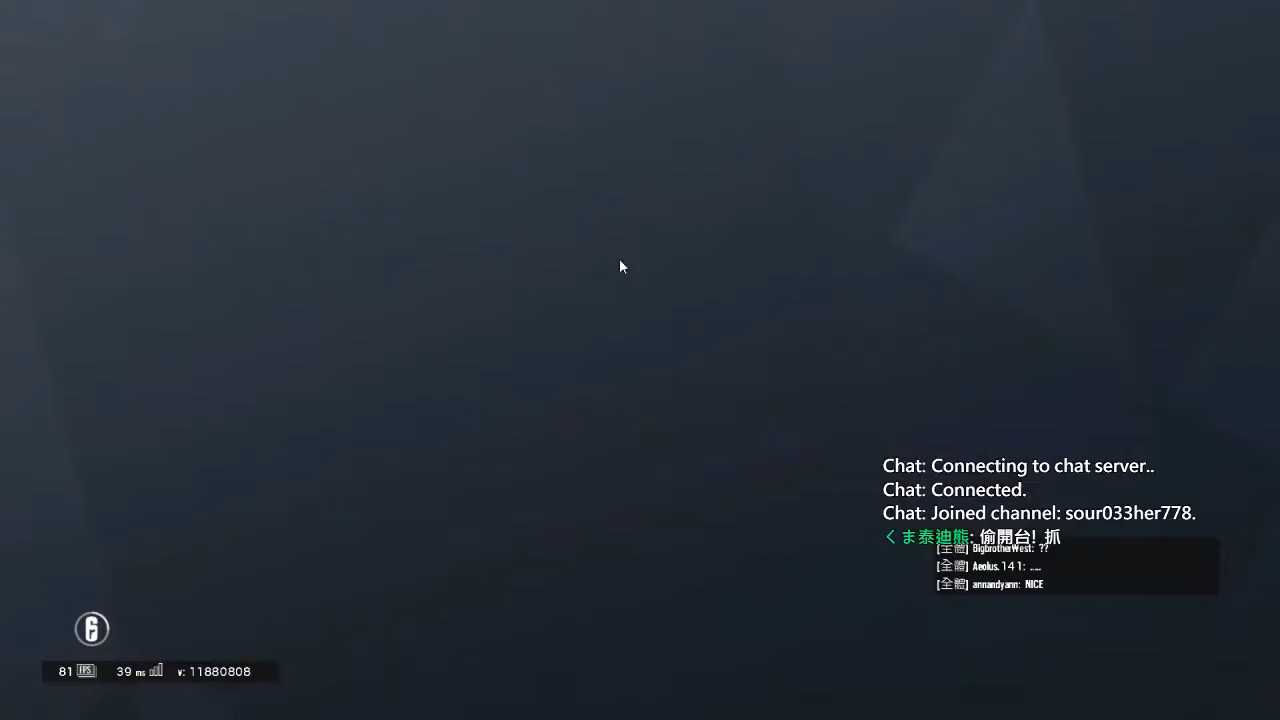 Chat: Connecting to chat server..
Chat: Connected.
Chat: Joined channel: sour033her778.
くま泰迪熊: 偷開台! 抓
[全體] BigbrotherWest: ??
[全體] Aeolus.141: .....
[全體] annandyann: NICE
6
81 FPS 39 ms v: 11880808